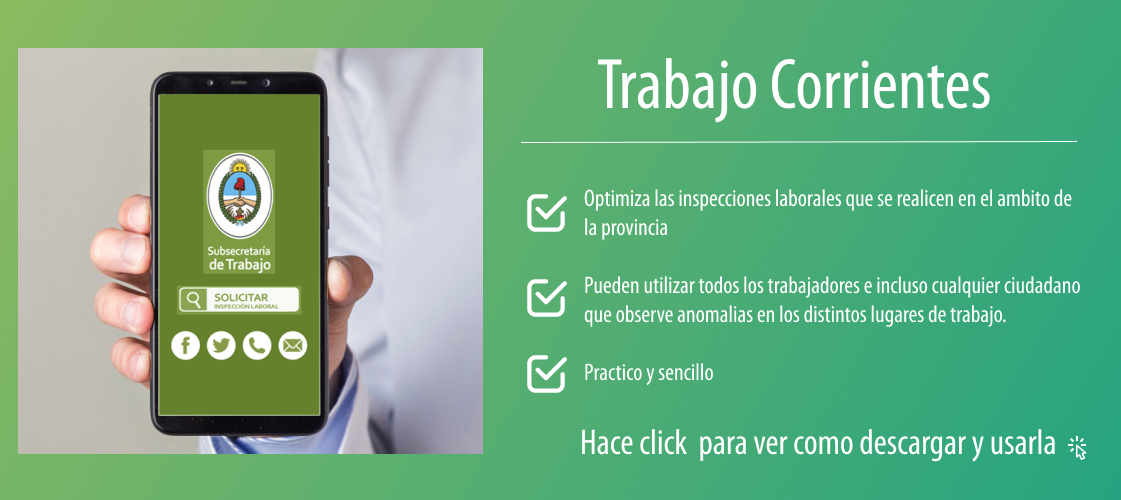 Trabajo Corrientes
Optimiza las inspecciones laborales que se realicen en el ambito de
la provincia
Pueden utilizar todos los trabajadores e incluso cualquier ciudadano
que observe anomalias en los distintos lugares de trabajo.
Practico y sencillo
Hace click para ver como descargar y usarla
Subsecretaría
de Trabajo
SOLICITAR
INSPECCIÓN LABORAL